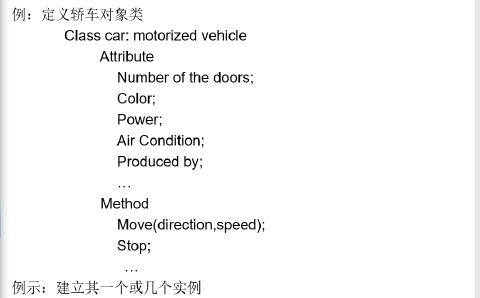 例：定义轿车对象类
Class car: motorized vehicle
Attribute
Number of the doors;
Color;
Power;
Air Condition;
Produced by;
…
Method
Move(direction,speed);
Stop;
…
例示：建立其一个或几个实例